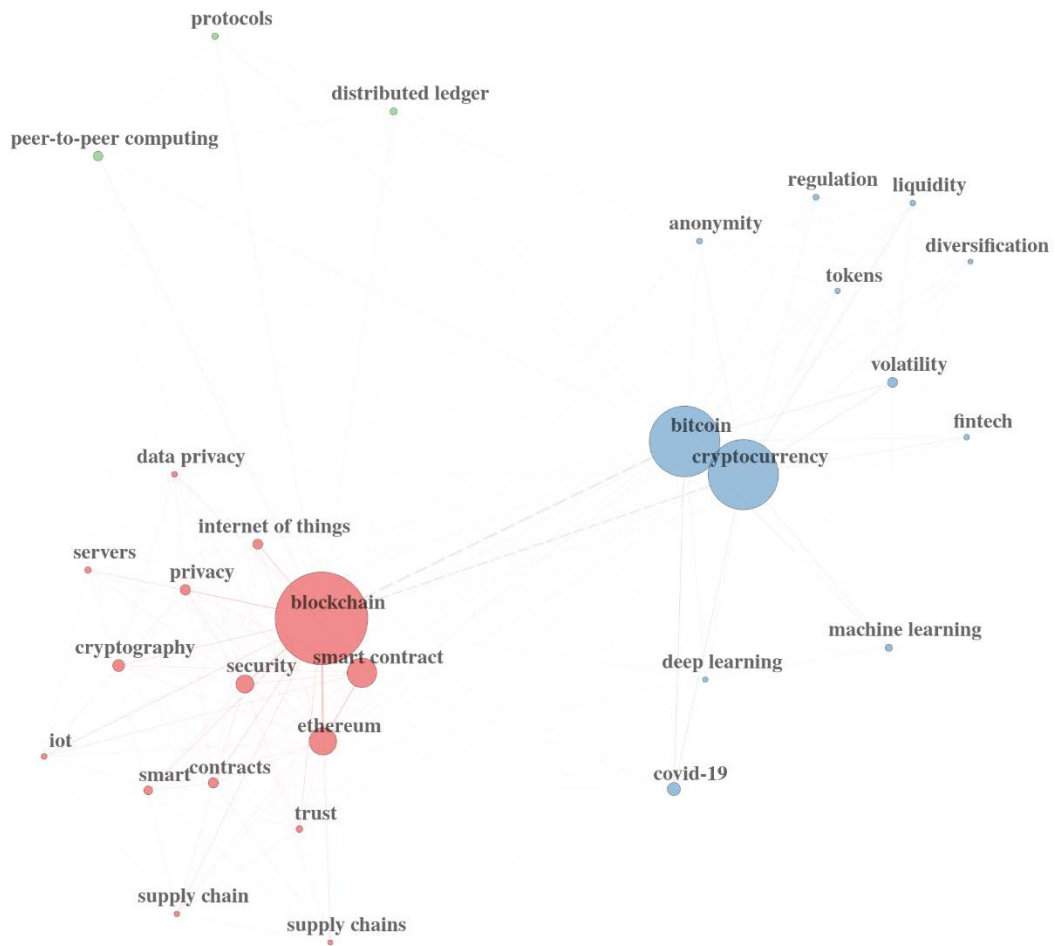 protocols
distributed ledger
peer-to-peer computing
regulation
liquidity
anonymity
diversification
tokens
volatility
fintech
bitcoin
cryptocurrency
data privacy
internet of things
servers
privacy
blockchain
cryptography
security
smart contract
machine learning
deep learning
ethereum
iot
smart
contracts
covid-19
trust
supply chain
supply chains